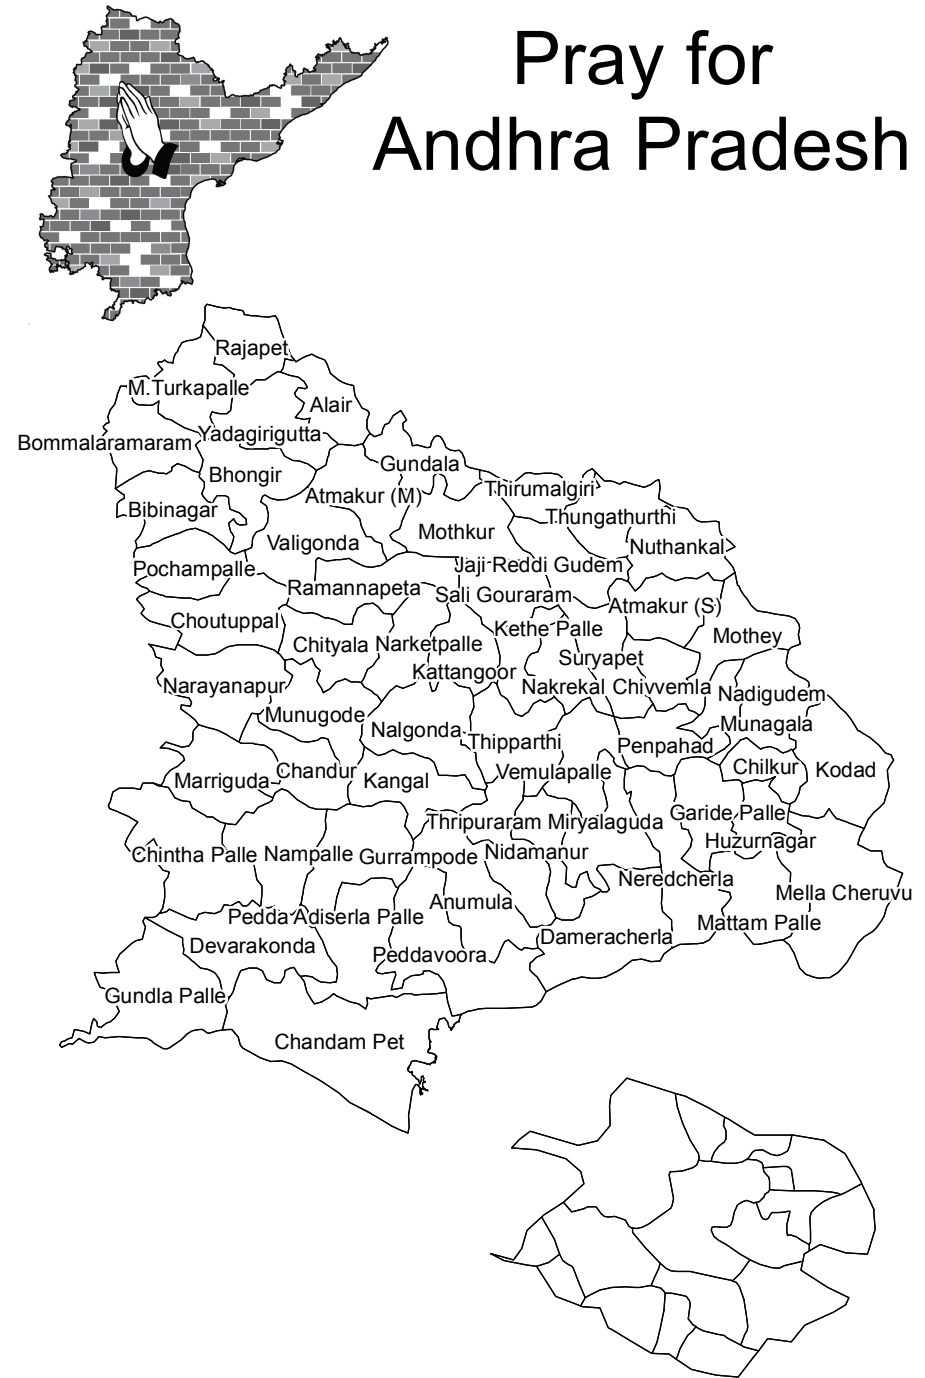 Pray for
Andhra Pradesh
Rajapet
M.Turkapalle
Alair
Bommalaramaram
Yadagirigutta
Gundala
Bhongir
Thirumalgiri
Atmakur (M)
Bibinagar
Thungathurthi
Mothkur
Valigonda
Nuthankal
Jaji-Reddi Gudem
Pochampalle
Ramannapeta
Sali Gouraram
Atmakur (S)
Choutuppal
Kethe Palle
Mothey
Chityala
Narketpalle
Suryapet
Kattangoor
Narayanapur
Nakrekal
Chivvemla
Nadigudem
Munugode
Munagala
Nalgonda
Thipparthi
Penpahad
Chandur
Vemulapalle
Chilkur
Kodad
Marriguda
Kangal
Garide Palle
Thripuraram
Miryalaguda
Huzurnagar
Chintha Palle
Nampalle
Gurrampode
Nidamanur
Neredcherla
Mella Cheruvu
Anumula
Pedda Adiserla Palle
Mattam Palle
Devarakonda
Dameracherla
Peddavoora
Gundla Palle
Chandam Pet